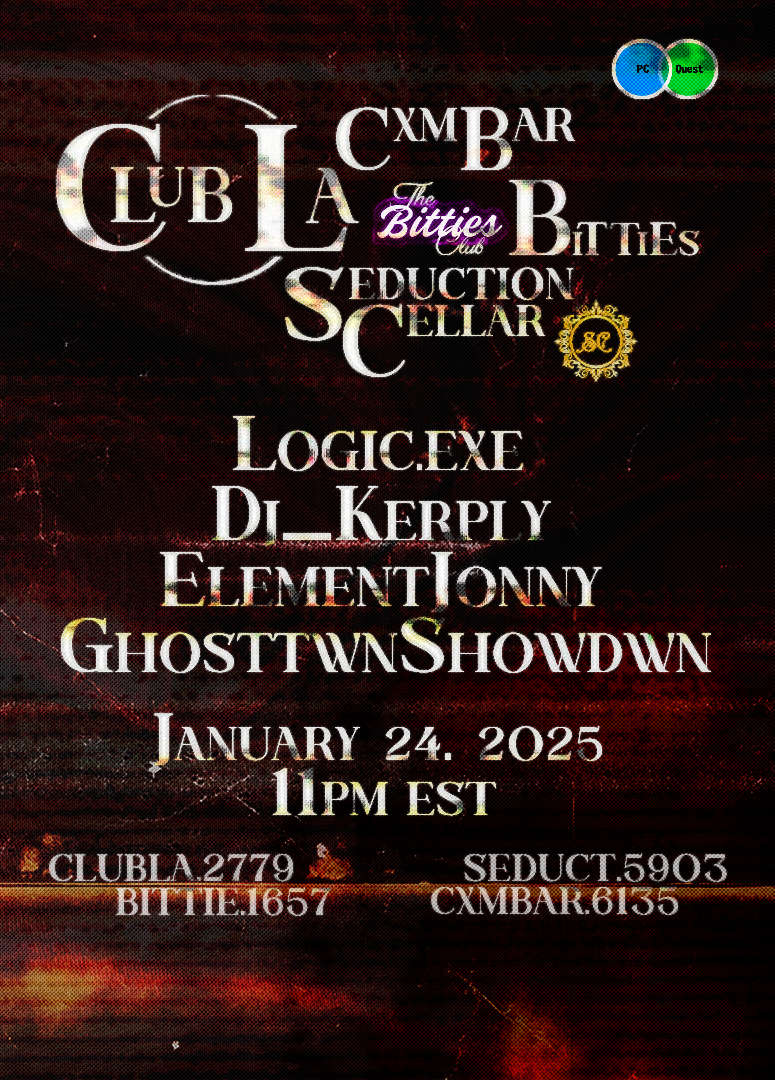 PC Quest
CLUB LA
CXMBAR
The
Bitties
Club
BiTTiES
SEDUCTION
CELLAR
SC
LOGIC.EXE
DJ_KERPLY
ELEMENTJONNY
GHOSTTWNSHOWDWN
JANUARY 24. 2025
11PM EST
CLUBLA.2779 SEDUCT.5903
BITTIE.1657 CXMBAR.6135